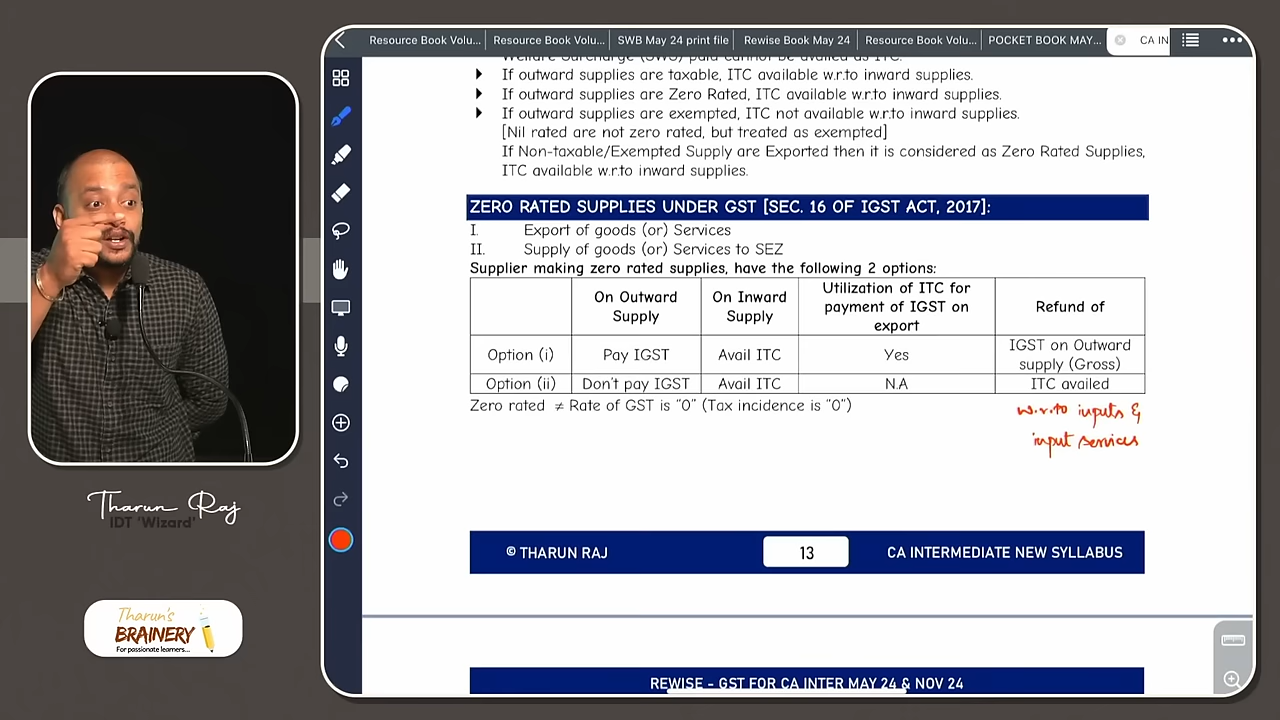 Resource Book Volu... Resource Book Volu... SWB May 24 print file Rewise Book May 24 Resource Book Volu... POCKET BOOK MAY... CA IN
Welfare Surcharge (SWS) paid cannot be availed as ITC.
If outward supplies are taxable, ITC available w.r.to inward supplies.
If outward supplies are Zero Rated, ITC available w.r.to inward supplies.
If outward supplies are exempted, ITC not available w.r.to inward supplies.
[Nil rated are not zero rated, but treated as exempted]
If Non-taxable/Exempted Supply are Exported then it is considered as Zero Rated Supplies,
ITC available w.r.to inward supplies.
ZERO RATED SUPPLIES UNDER GST [SEC. 16 OF IGST ACT, 2017]:
I. Export of goods (or) Services
II. Supply of goods (or) Services to SEZ
Supplier making zero rated supplies, have the following 2 options:
On Outward Supply On Inward Supply Utilization of ITC for payment of IGST on export Refund of
Option (i) Pay IGST Avail ITC Yes IGST on Outward supply (Gross)
Option (ii) Don't pay IGST Avail ITC N.A ITC availed
Zero rated ≠ Rate of GST is "0" (Tax incidence is "0")
w.r.to inputs &
input services
© THARUN RAJ 13 CA INTERMEDIATE NEW SYLLABUS
REWISE - GST FOR CA INTER MAY 24 & NOV 24
Tharun Raj
IDT 'Wizard'
Tharun's
BRAINERY
For passionate learners...